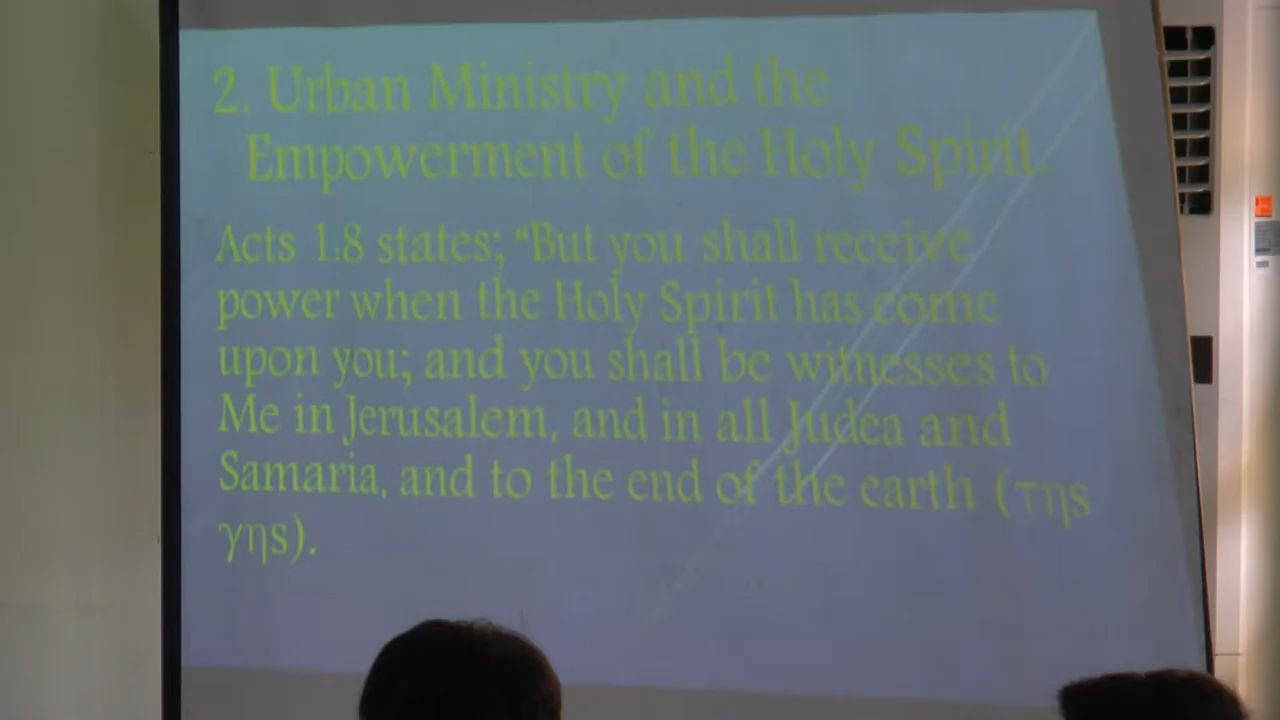 2. Urban Ministry and the
Empowerment of the Holy Spirit.
Acts 1:8 states; “But you shall receive
power when the Holy Spirit has come
upon you; and you shall be witnesses to
Me in Jerusalem, and in all Judea and
Samaria, and to the end of the earth (τηs
γηs).